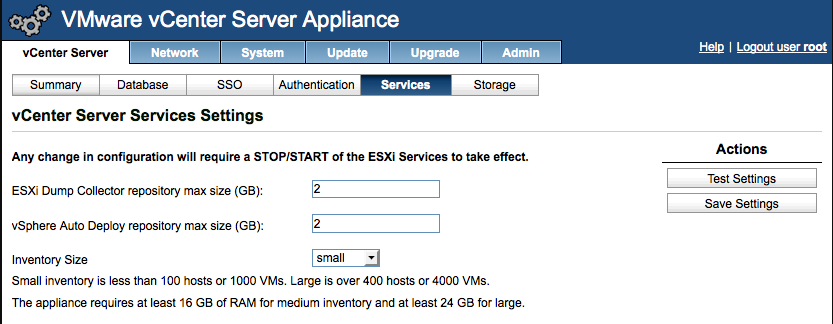 VMware vCenter Server Appliance
vCenter Server Network System Update Upgrade Admin
Help | Logout user root
Summary Database SSO Authentication Services Storage
vCenter Server Services Settings
Any change in configuration will require a STOP/START of the ESXi Services to take effect.
ESXi Dump Collector repository max size (GB): 2
vSphere Auto Deploy repository max size (GB): 2
Inventory Size small
Small inventory is less than 100 hosts or 1000 VMs. Large is over 400 hosts or 4000 VMs.
The appliance requires at least 16 GB of RAM for medium inventory and at least 24 GB for large.
Actions
Test Settings
Save Settings